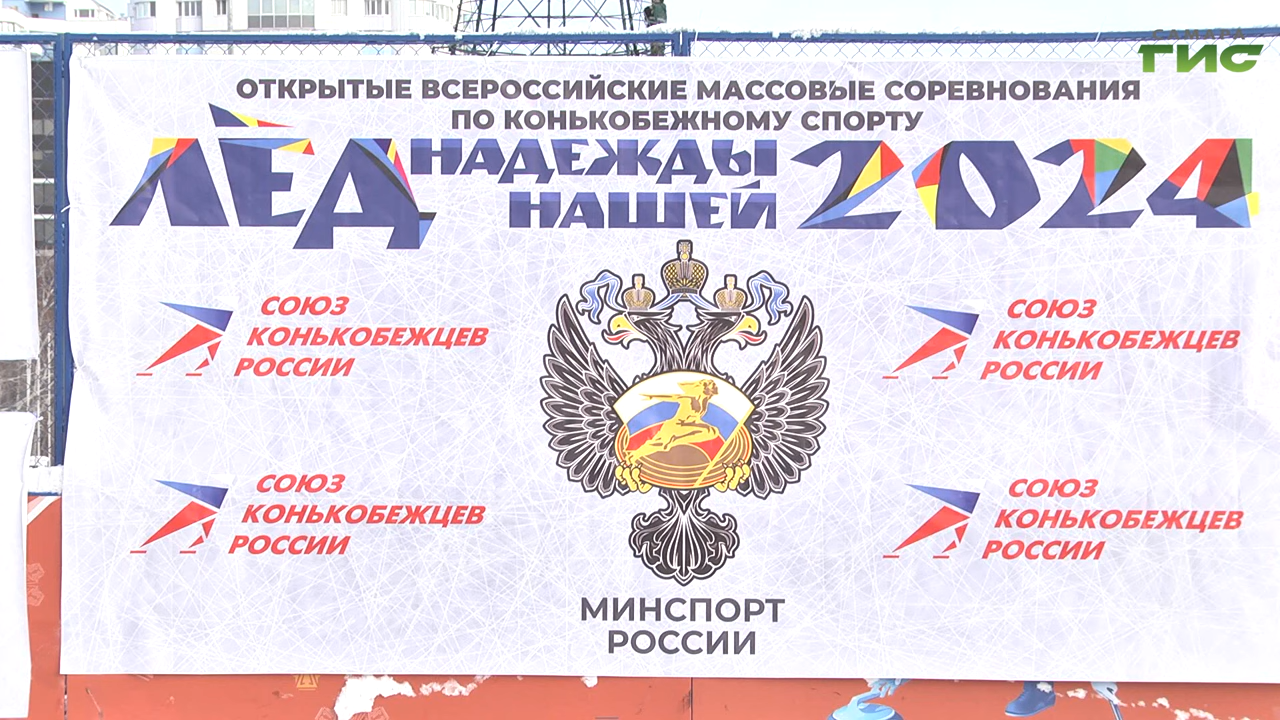 САМАРА
ГИС
ОТКРЫТЫЕ ВСЕРОССИЙСКИЕ МАССОВЫЕ СОРЕВНОВАНИЯ
ПО КОНЬКОБЕЖНОМУ СПОРТУ
ЛЁД НАДЕЖДЫ НАШЕЙ 2024
СОЮЗ
КОНЬКОБЕЖЦЕВ
РОССИИ
СОЮЗ
КОНЬКОБЕЖЦЕВ
РОССИИ
СОЮЗ
КОНЬКОБЕЖЦЕВ
РОССИИ
СОЮЗ
КОНЬКОБЕЖЦЕВ
РОССИИ
МИНСПОРТ
РОССИИ